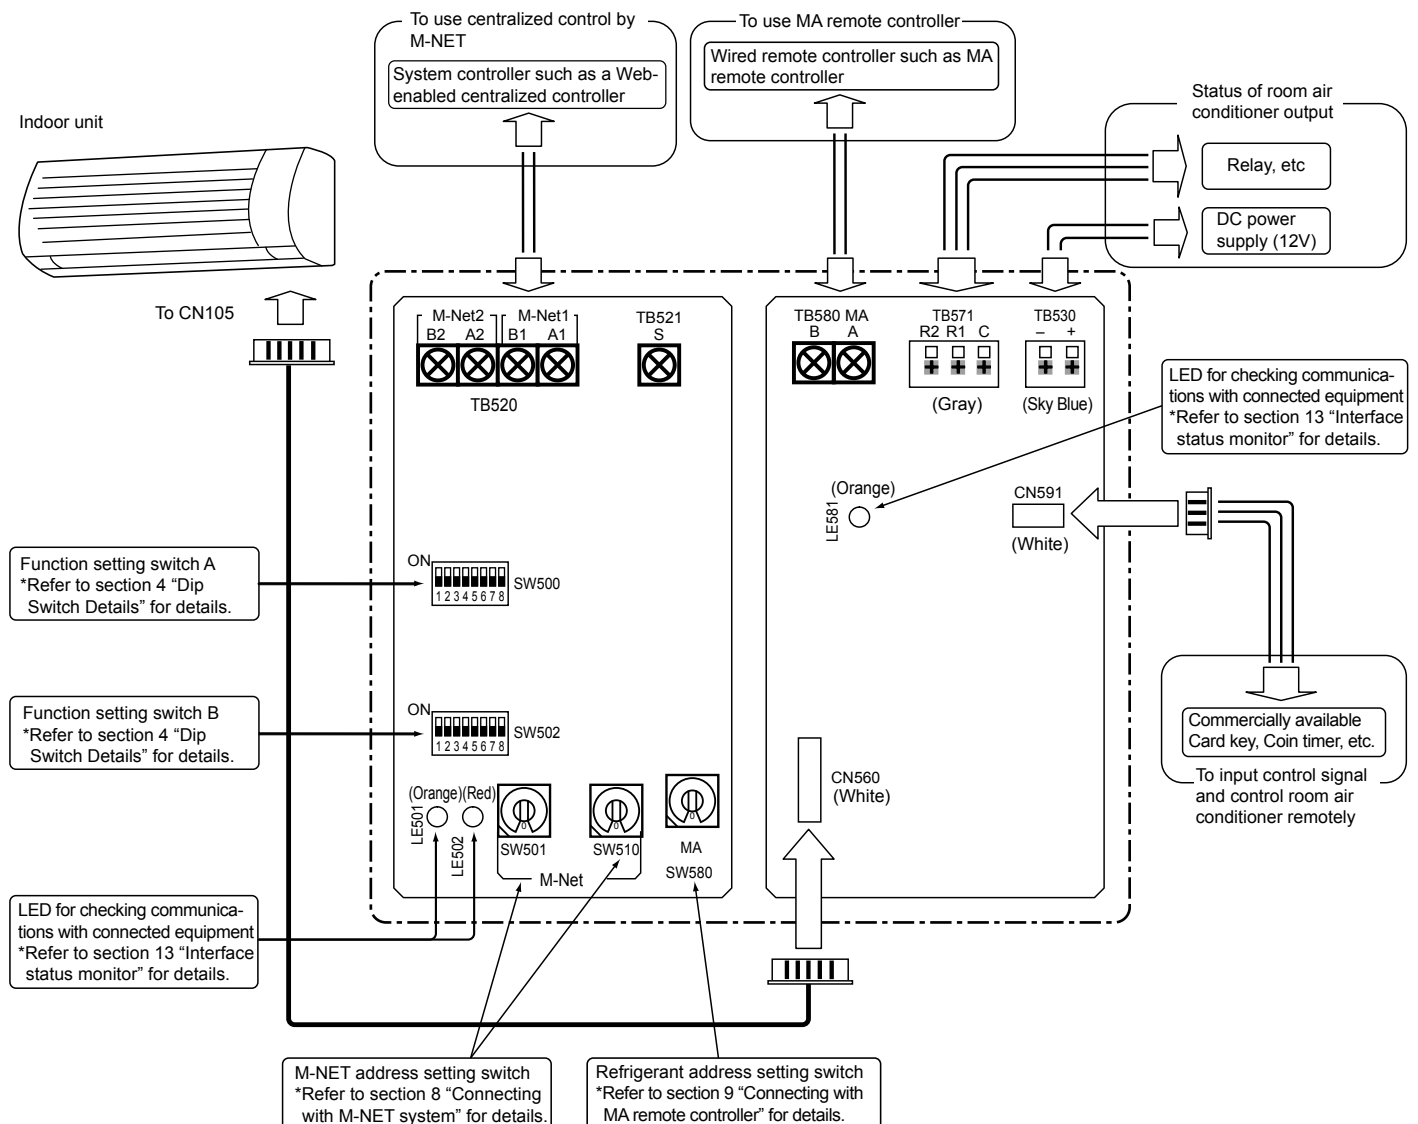 To use centralized control by
M-NET
System controller such as a Web-
enabled centralized controller
To use MA remote controller
Wired remote controller such as MA
remote controller
Status of room air
conditioner output
Relay, etc
DC power
supply (12V)
Indoor unit
To CN105
M-Net2 M-Net1
B2 A2 B1 A1
TB520
TB521
S
TB580 MA
B A
TB571
R2 R1 C
(Gray)
TB530
– +
(Sky Blue)
LED for checking communica-
tions with connected equipment
*Refer to section 13 “Interface
status monitor” for details.
(Orange)
LE581
CN591
(White)
Function setting switch A
*Refer to section 4 “Dip
Switch Details” for details.
ON
SW500
1 2 3 4 5 6 7 8
Function setting switch B
*Refer to section 4 “Dip
Switch Details” for details.
ON
SW502
1 2 3 4 5 6 7 8
Commercially available
Card key, Coin timer, etc.
To input control signal
and control room air
conditioner remotely
CN560
(White)
(Orange) (Red)
LE501
LE502
0
SW501
0
SW510
M-Net
0
MA
SW580
LED for checking communica-
tions with connected equipment
*Refer to section 13 “Interface
status monitor” for details.
M-NET address setting switch
*Refer to section 8 “Connecting
with M-NET system” for details.
Refrigerant address setting switch
*Refer to section 9 “Connecting with
MA remote controller” for details.